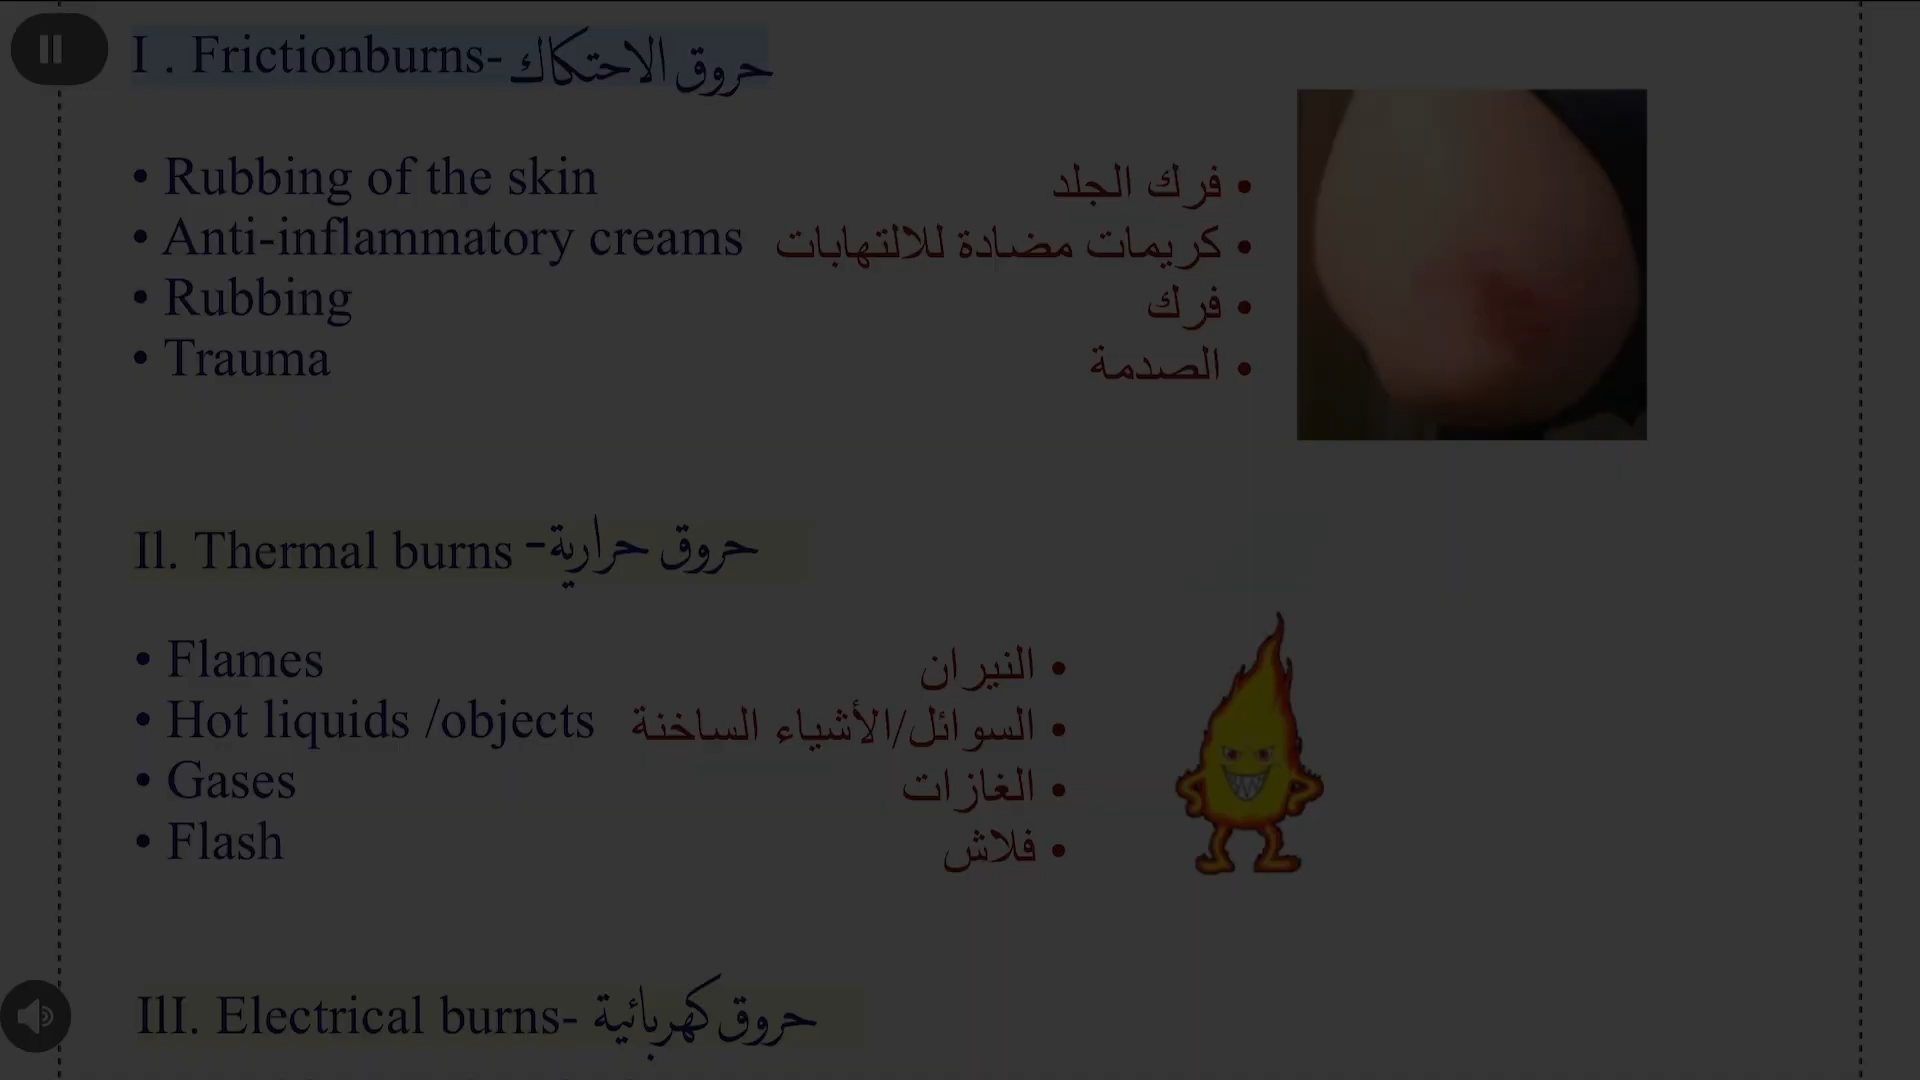 I . Frictionburns- حروق الاحتكاك
• Rubbing of the skin • فرك الجلد
• Anti-inflammatory creams • كريمات مضادة للالتهابات
• Rubbing • فرك
• Trauma • الصدمة
Il. Thermal burns - حروق حرارية
• Flames • النيران
• Hot liquids /objects • السوائل/الأشياء الساخنة
• Gases • الغازات
• Flash • فلاش
IlI. Electrical burns- حروق كهربائية